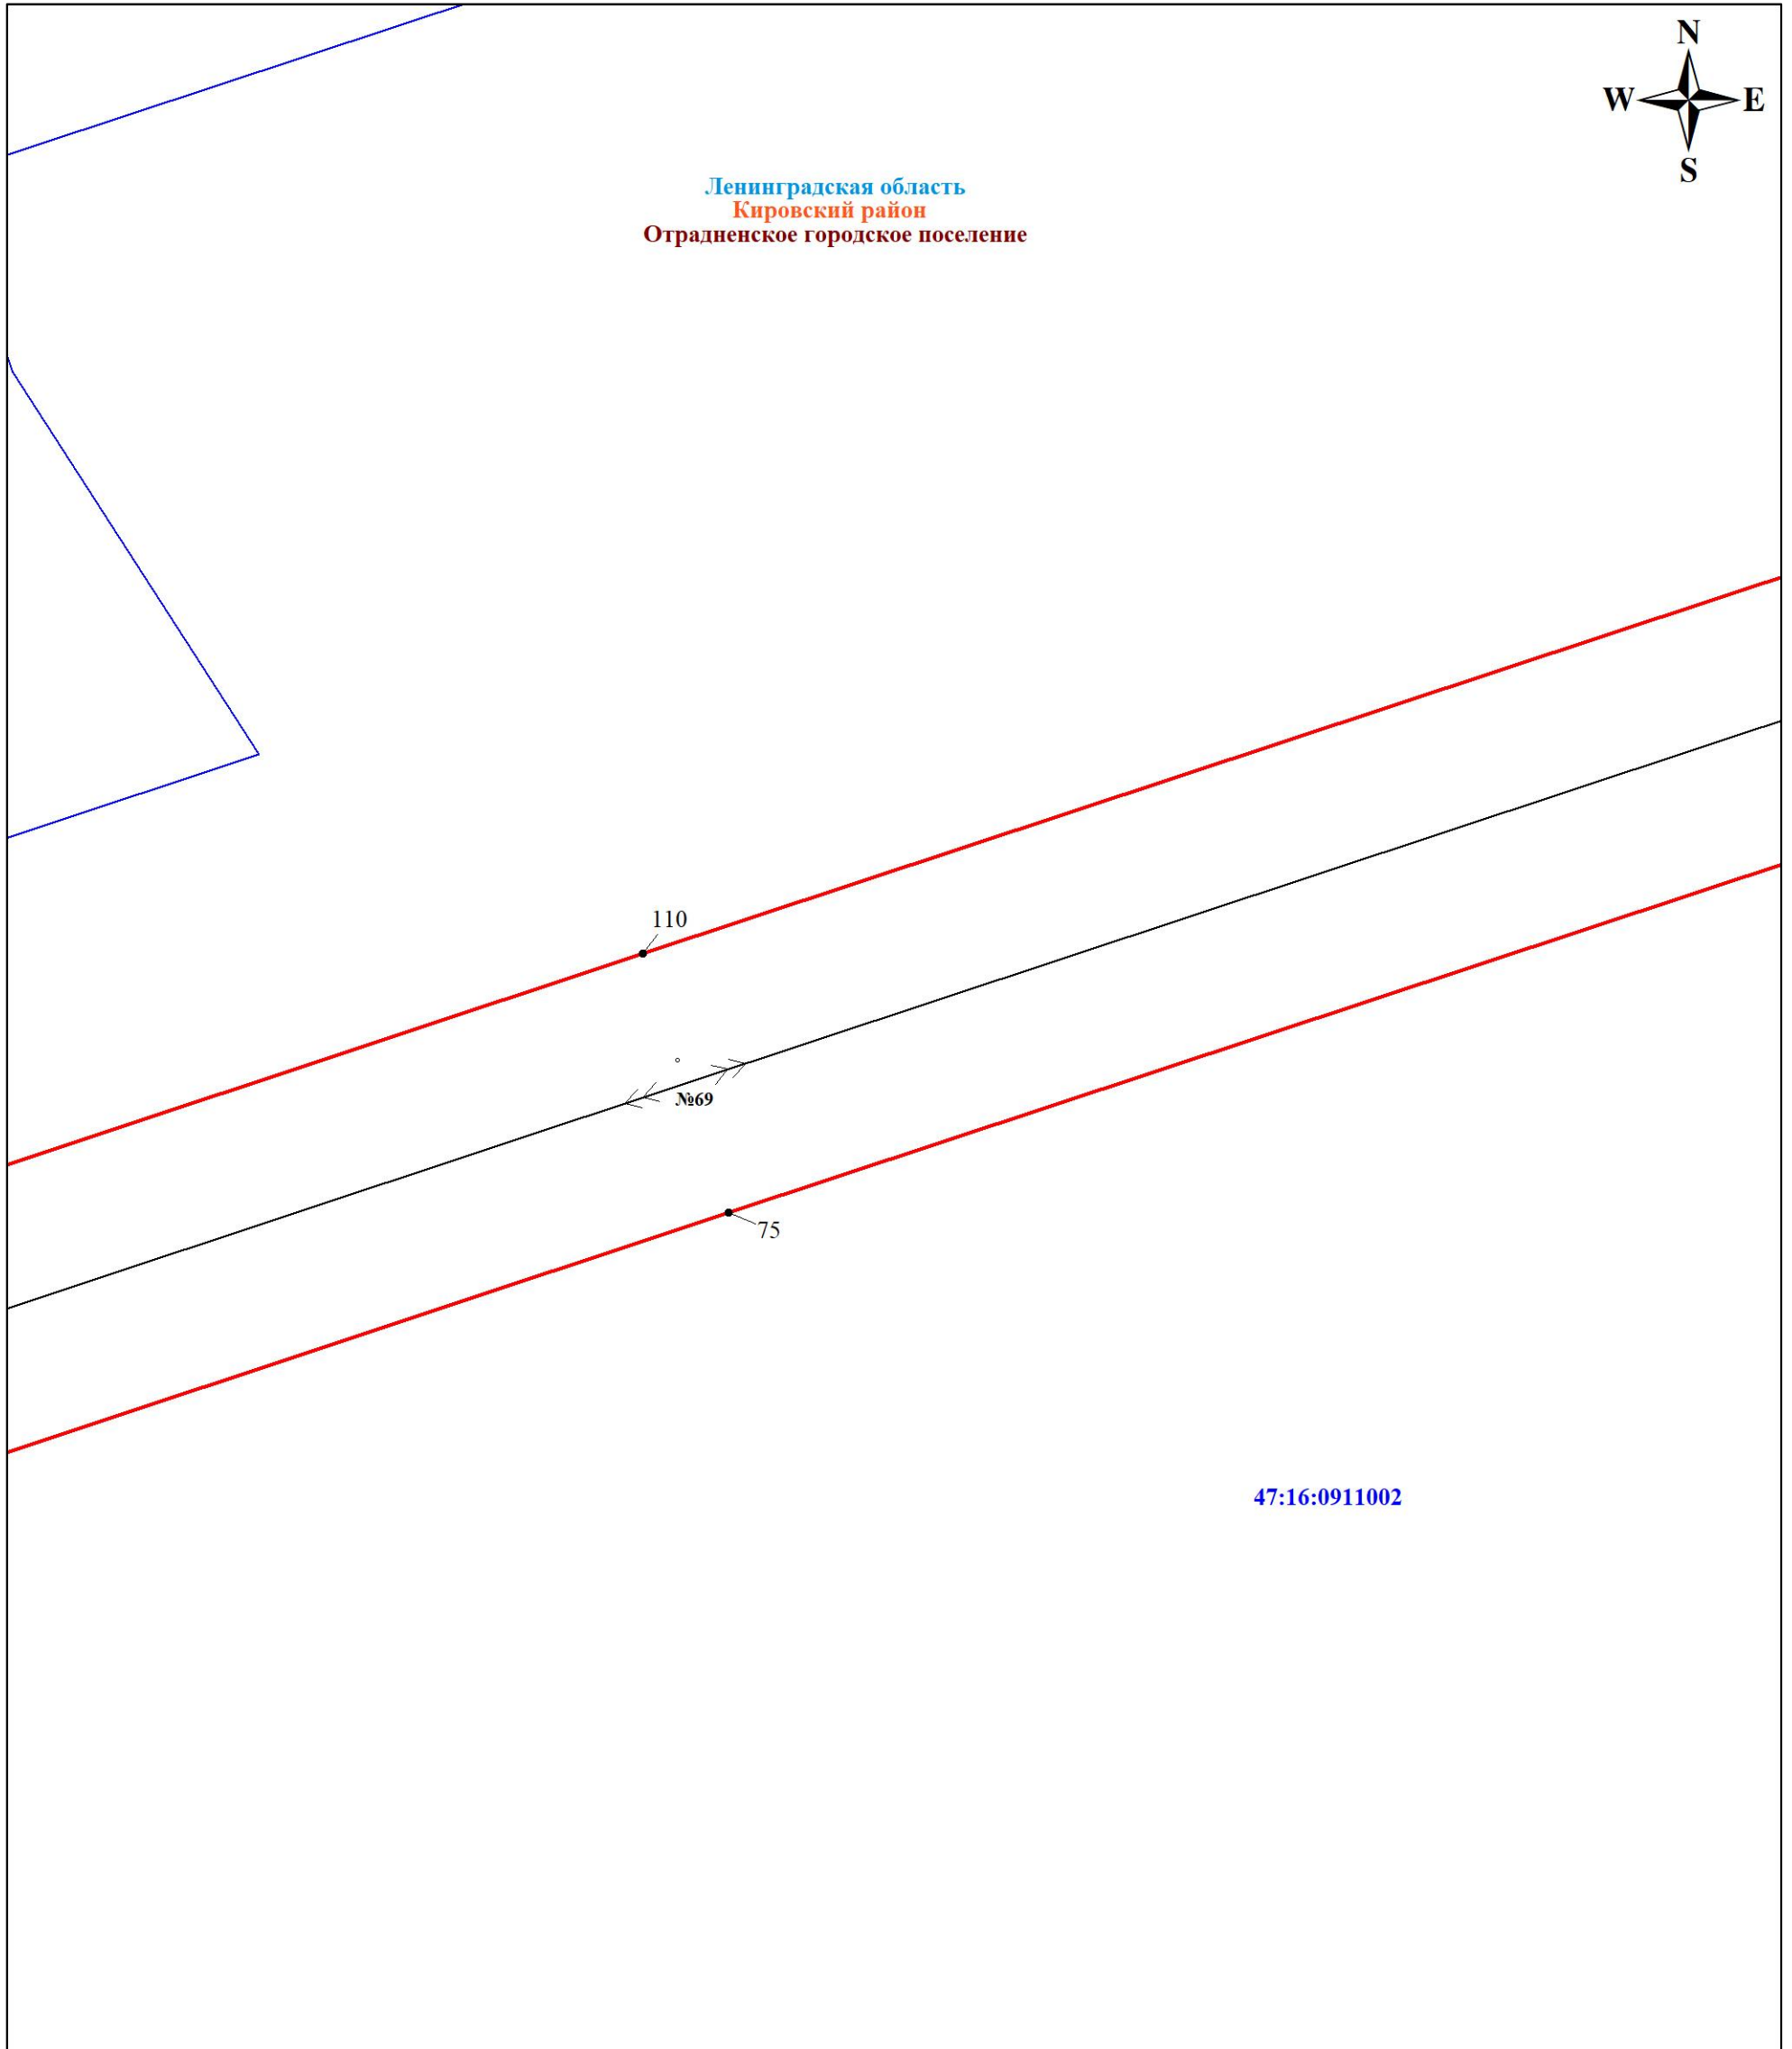 N
W E
S
Ленинградская область
Кировский район
Отрадненское городское поселение
110
№69
75
47:16:0911002